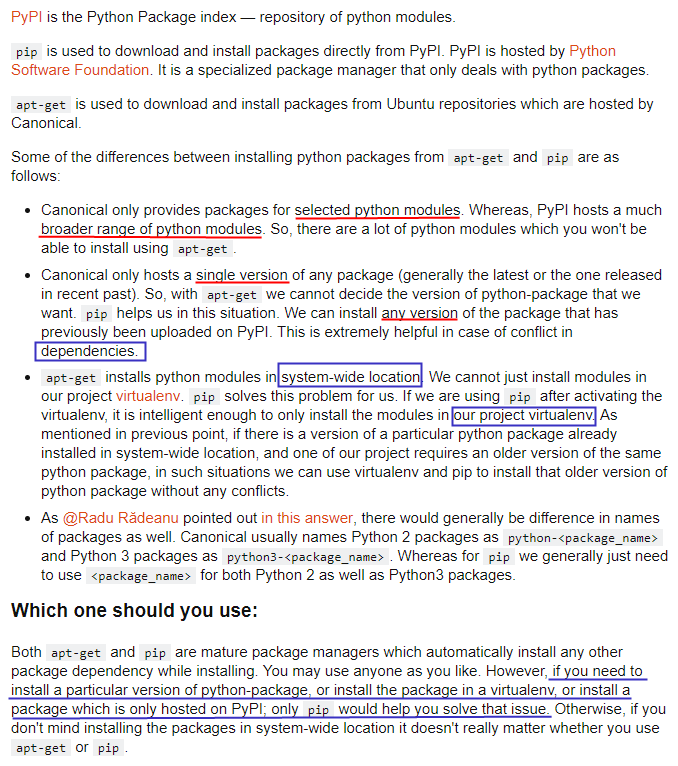 PyPI is the Python Package index — repository of python modules.
pip is used to download and install packages directly from PyPI. PyPI is hosted by Python
Software Foundation. It is a specialized package manager that only deals with python packages.
apt-get is used to download and install packages from Ubuntu repositories which are hosted by
Canonical.
Some of the differences between installing python packages from apt-get and pip are as
follows:
• Canonical only provides packages for selected python modules. Whereas, PyPI hosts a much
broader range of python modules. So, there are a lot of python modules which you won't be
able to install using apt-get.
• Canonical only hosts a single version of any package (generally the latest or the one released
in recent past). So, with apt-get we cannot decide the version of python-package that we
want. pip helps us in this situation. We can install any version of the package that has
previously been uploaded on PyPI. This is extremely helpful in case of conflict in
dependencies.
• apt-get installs python modules in system-wide location. We cannot just install modules in
our project virtualenv. pip solves this problem for us. If we are using pip after activating the
virtualenv, it is intelligent enough to only install the modules in our project virtualenv. As
mentioned in previous point, if there is a version of a particular python package already
installed in system-wide location, and one of our project requires an older version of the same
python package, in such situations we can use virtualenv and pip to install that older version of
python package without any conflicts.
• As @Radu Rădeanu pointed out in this answer, there would generally be difference in names
of packages as well. Canonical usually names Python 2 packages as python-<package_name>
and Python 3 packages as python3-<package_name>. Whereas for pip we generally just need
to use <package_name> for both Python 2 as well as Python3 packages.
Which one should you use:
Both apt-get and pip are mature package managers which automatically install any other
package dependency while installing. You may use anyone as you like. However, if you need to
install a particular version of python-package, or install the package in a virtualenv, or install a
package which is only hosted on PyPI; only pip would help you solve that issue. Otherwise, if you
don't mind installing the packages in system-wide location it doesn't really matter whether you use
apt-get or pip.